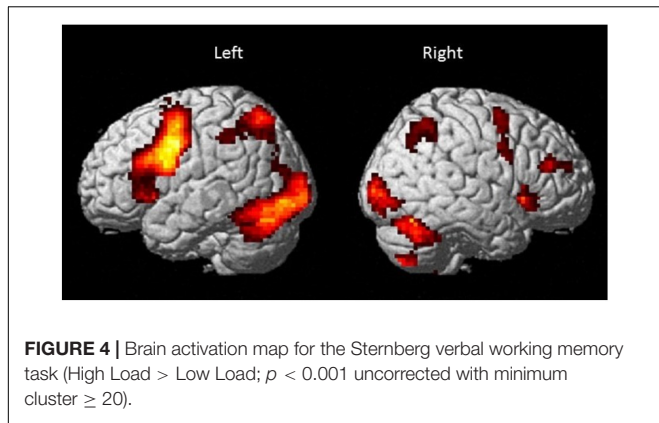 Left Right
FIGURE 4 | Brain activation map for the Sternberg verbal working memory
task (High Load > Low Load; p < 0.001 uncorrected with minimum
cluster ≥ 20).